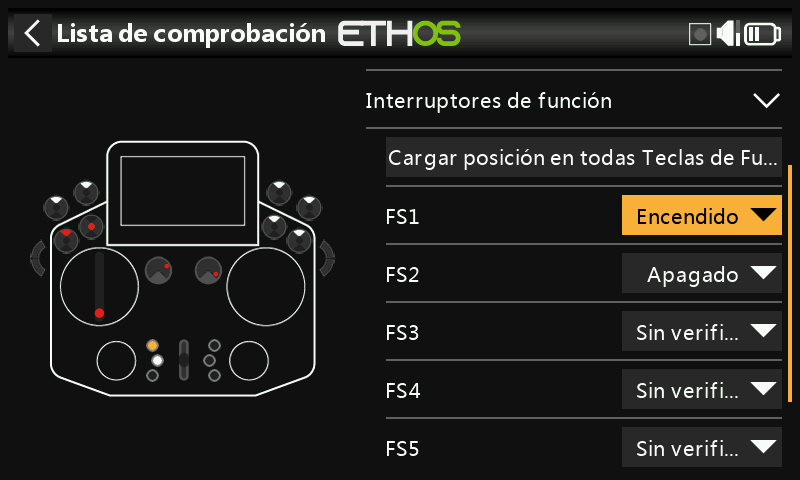 Lista de comprobación ETHOS
Interruptores de función
Cargar posición en todas Teclas de Fu...
FS1 Encendido
FS2 Apagado
FS3 Sin verifi...
FS4 Sin verifi...
FS5 Sin verifi...